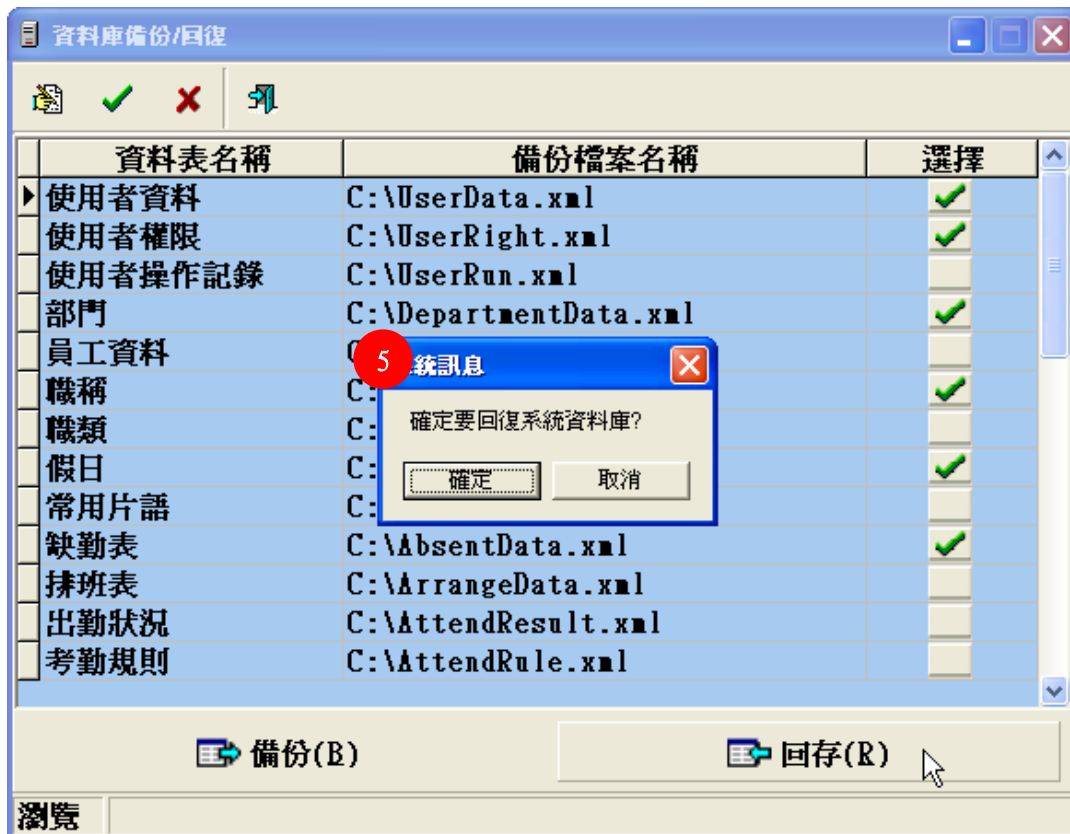 資料庫備份/回復
資料表名稱 備份檔案名稱 選擇
使用者資料 C:\UserData.xml
使用者權限 C:\UserRight.xml
使用者操作記錄 C:\UserRun.xml
部門 C:\DepartmentData.xml
員工資料
職稱 C:
職類 C:
假日 C:
常用片語 C:
缺勤表 C:\AbsentData.xml
排班表 C:\ArrangeData.xml
出勤狀況 C:\AttendResult.xml
考勤規則 C:\AttendRule.xml
5 統訊息
確定要回復系統資料庫?
確定 取消
備份(B) 回存(R)
瀏覽